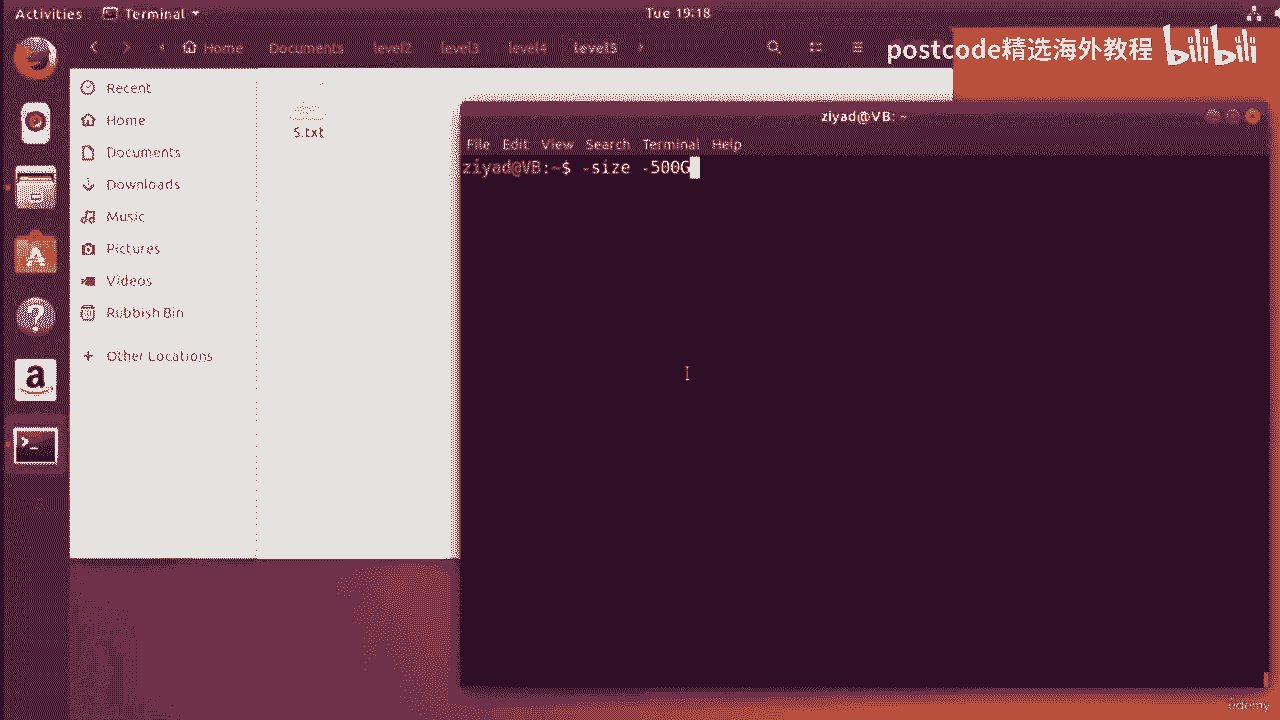 Activities Terminal Tue 19:18
Home Documents level2 level3 level4 level5
postcode精选海外教程 bilibili
Recent
Home
Documents
Downloads
Music
Pictures
Videos
Rubbish Bin
Other Locations
5.txt
ziyad@VB: ~
File Edit View Search Terminal Help
ziyad@VB:~$ -size -500G
ûdemy